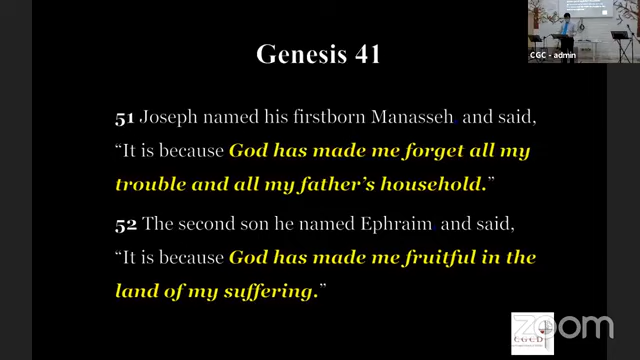 Genesis 41
51 Joseph named his firstborn Manasseh and said,
“It is because God has made me forget all my
trouble and all my father’s household.”
52 The second son he named Ephraim and said,
“It is because God has made me fruitful in the
land of my suffering.”
CGC - admin
zoom